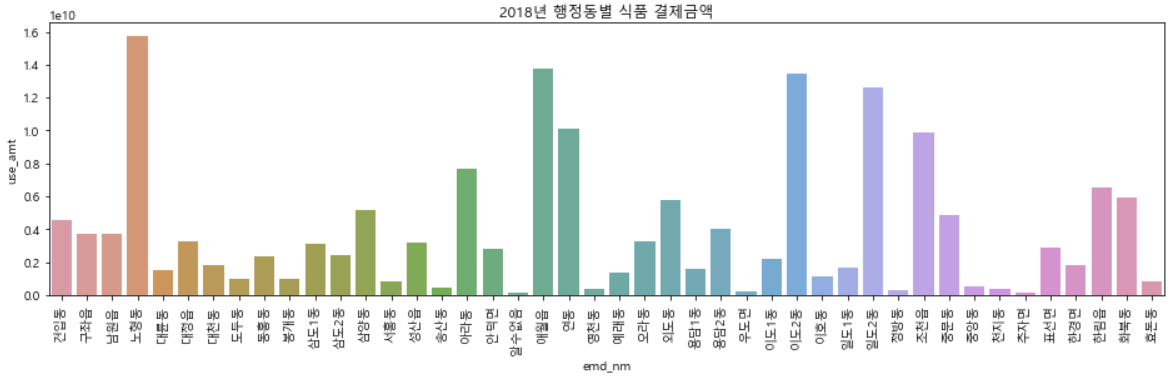 2018년 행정동별 식품 결제금액
1e10
1.6
1.4
1.2
1.0
0.8
0.6
0.4
0.2
0.0
use_amt
건입동
구좌읍
남원읍
노형동
대륜동
대정읍
대천동
도두동
동홍동
봉개동
삼도1동
삼도2동
삼양동
서홍동
성산읍
송산동
아라동
안덕면
알수없음
애월읍
연동
영천동
예래동
오라동
외도동
용담1동
용담2동
우도면
이도1동
이도2동
이호동
일도1동
일도2동
정방동
조천읍
중문동
중앙동
천지동
추자면
표선면
한경면
한림읍
화북동
효돈동
emd_nm